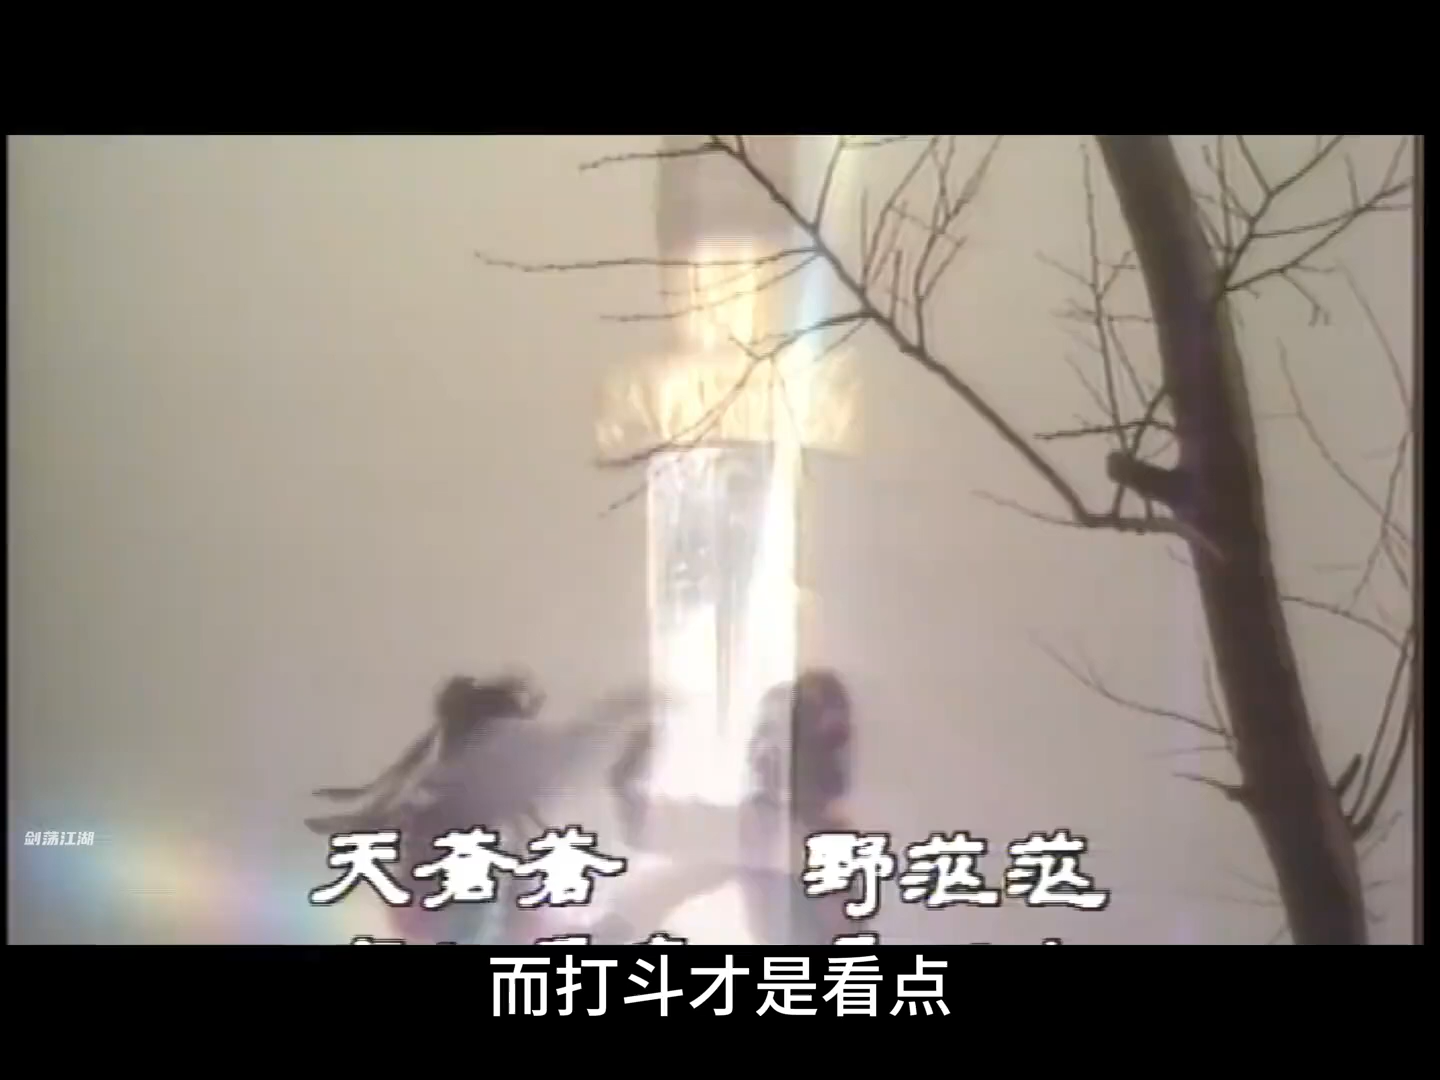 剑荡江湖
天蒼蒼 野茫茫
而打斗才是看点